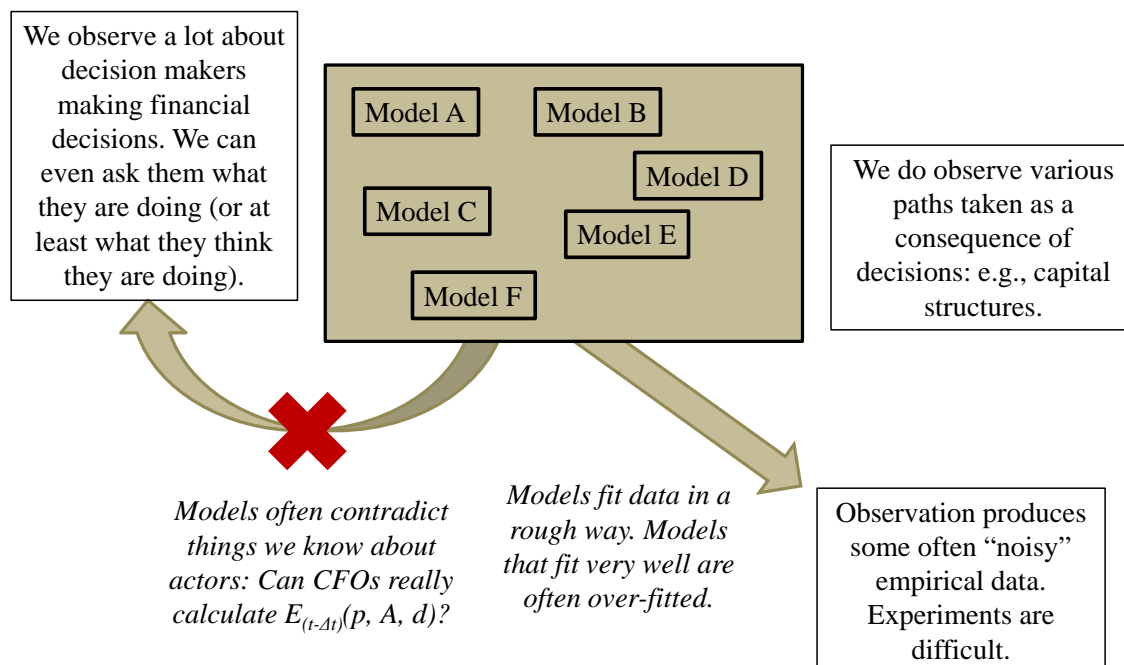 We observe a lot about
decision makers
making financial
decisions. We can
even ask them what
they are doing (or at
least what they think
they are doing).
Model A
Model B
Model D
Model C
Model E
Model F
We do observe various
paths taken as a
consequence of
decisions: e.g., capital
structures.
Models often contradict
things we know about
actors: Can CFOs really
calculate E(t-Δt)(p, A, d)?
Models fit data in a
rough way. Models
that fit very well are
often over-fitted.
Observation produces
some often “noisy”
empirical data.
Experiments are
difficult.